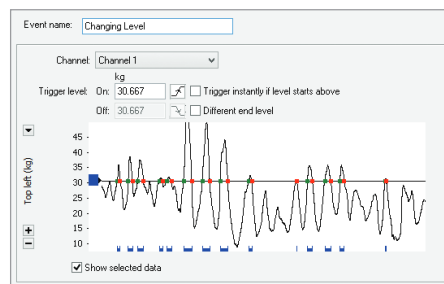 Event name: Changing Level
Channel: Channel 1
kg
Trigger level: On: 30.667 Trigger instantly if level starts above
Off: 30.667 Different end level
Top left (kg)
45
40
35
30
25
20
15
10
Show selected data